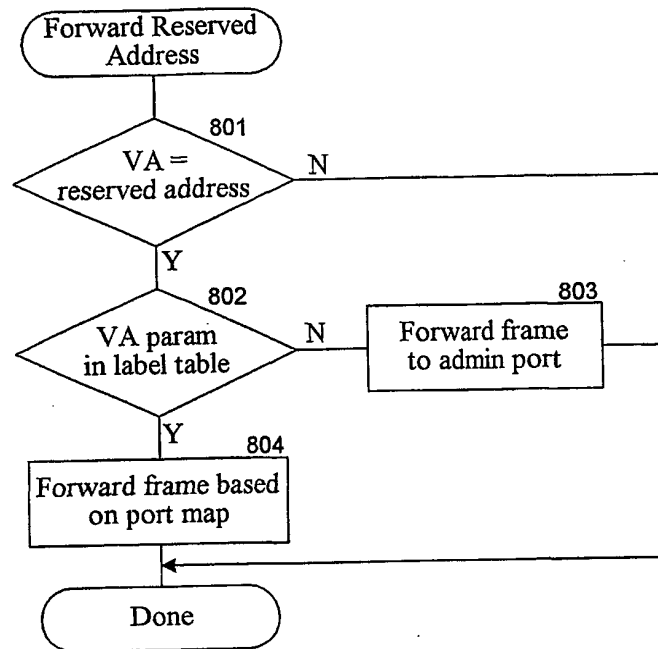 Forward Reserved
Address
801
VA =
reserved address
N
Y
802
VA param
in label table
N
803
Forward frame
to admin port
Y
804
Forward frame based
on port map
Done